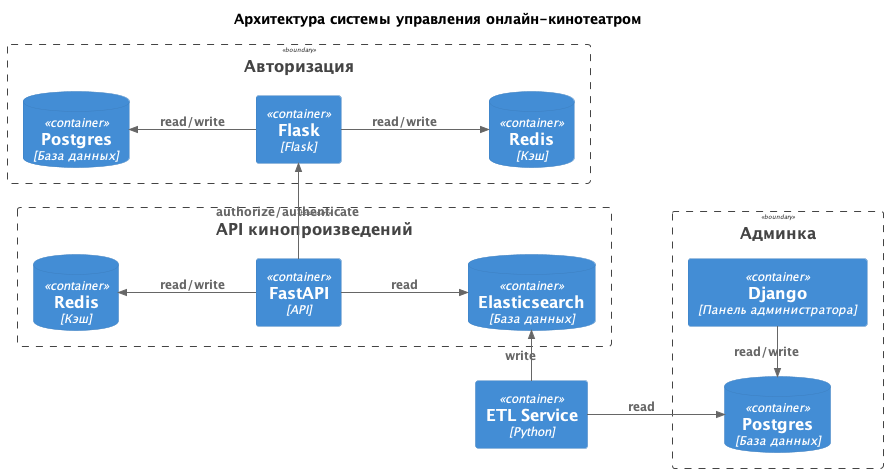 Архитектура системы управления онлайн-кинотеатром
«boundary»
Авторизация
«container»
Postgres
[База данных]
read/write
«container»
Flask
[Flask]
read/write
«container»
Redis
[Кэш]
authorize/authenticate
«boundary»
API кинопроизведений
«container»
Redis
[Кэш]
read/write
«container»
FastAPI
[API]
read
«container»
Elasticsearch
[База данных]
«boundary»
Админка
«container»
Django
[Панель администратора]
read/write
write
«container»
ETL Service
[Python]
read
«container»
Postgres
[База данных]